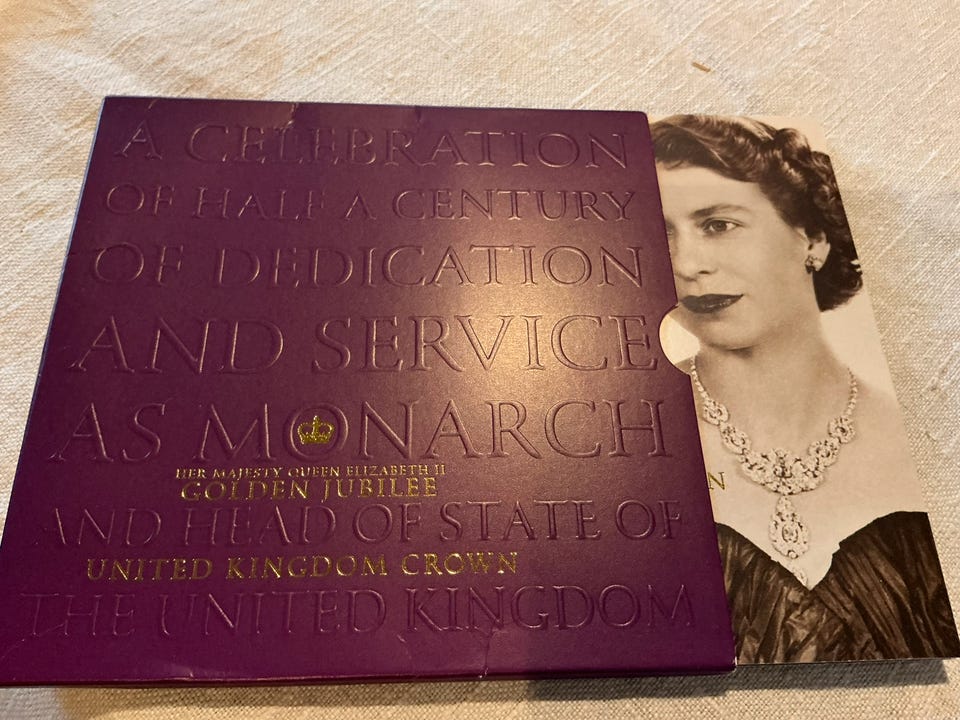 A CELEBRATION
OF HALF A CENTURY
OF DEDICATION
AND SERVICE
AS MONARCH
HER MAJESTY QUEEN ELIZABETH II
GOLDEN JUBILEE
AND HEAD OF STATE OF
UNITED KINGDOM CROWN
THE UNITED KINGDOM
N